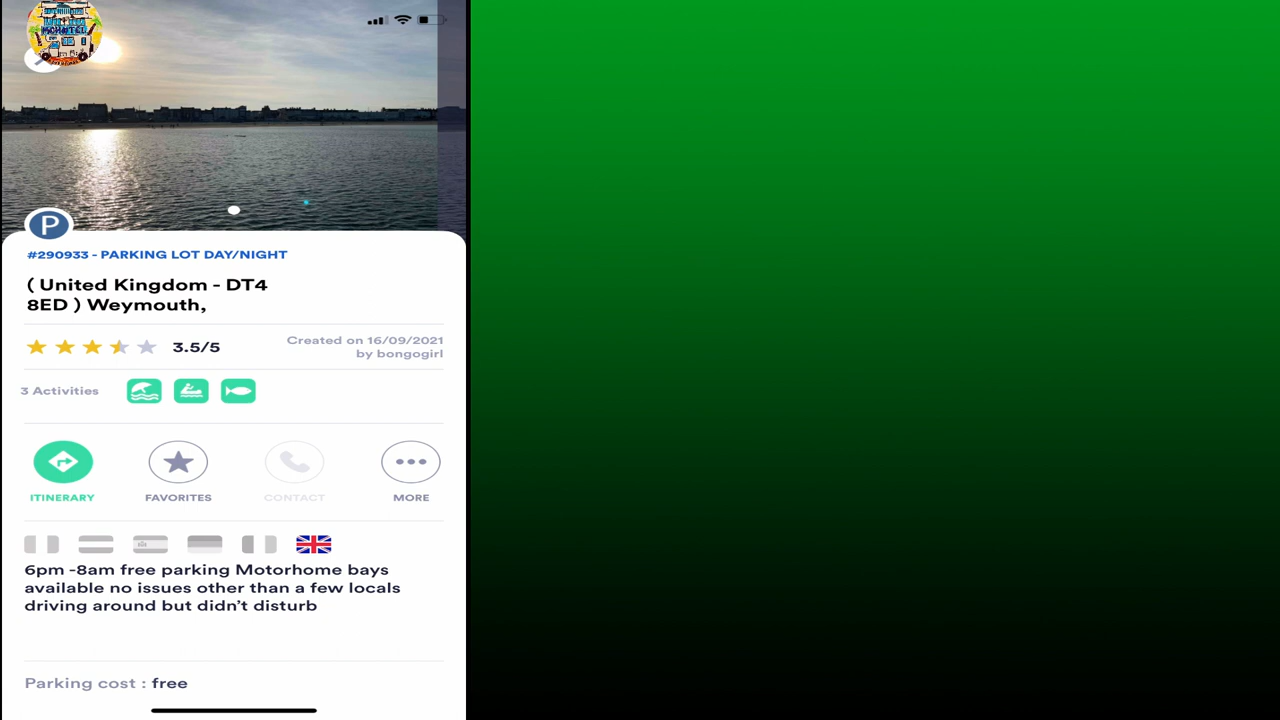 #290933 - PARKING LOT DAY/NIGHT
( United Kingdom - DT4
8ED ) Weymouth,
3.5/5
Created on 16/09/2021
by bongogirl
3 Activities
ITINERARY
FAVORITES
CONTACT
MORE
6pm -8am free parking Motorhome bays
available no issues other than a few locals
driving around but didn't disturb
Parking cost : free
P